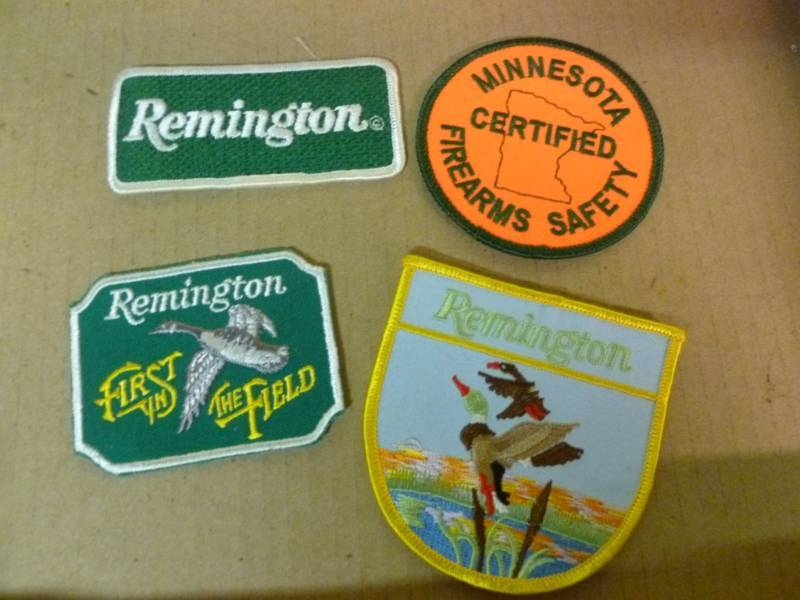 Remington©
MINNESOTA
CERTIFIED
FIREARMS SAFETY
Remington
FIRST IN THE FIELD
Remington